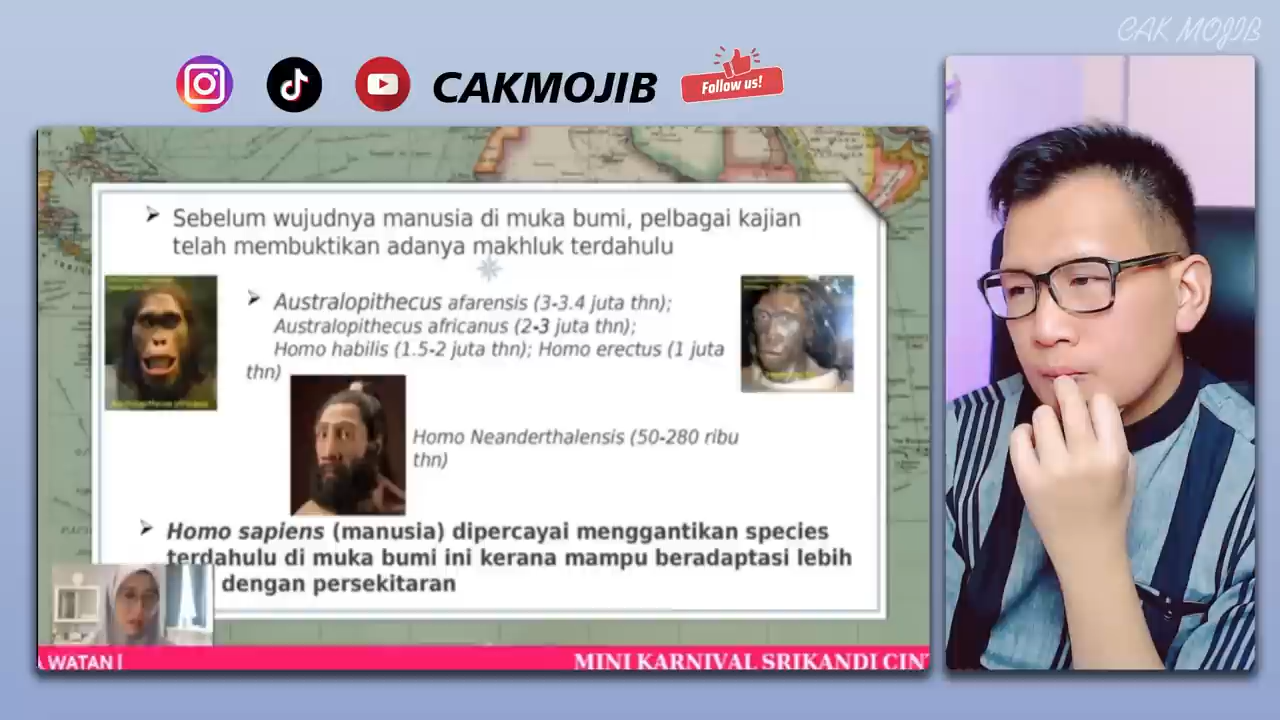 CAK MOJIB
CAKMOJIB
Follow us!
Sebelum wujudnya manusia di muka bumi, pelbagai kajian
telah membuktikan adanya makhluk terdahulu
Australopithecus afarensis (3-3.4 juta thn);
Australopithecus africanus (2-3 juta thn);
Homo habilis (1.5-2 juta thn); Homo erectus (1 juta
thn)
Homo Neanderthalensis (50-280 ribu
thn)
Homo sapiens (manusia) dipercayai menggantikan species
terdahulu di muka bumi ini kerana mampu beradaptasi lebih
dengan persekitaran
A WATAN |
MINI KARNIVAL SRIKANDI CIN